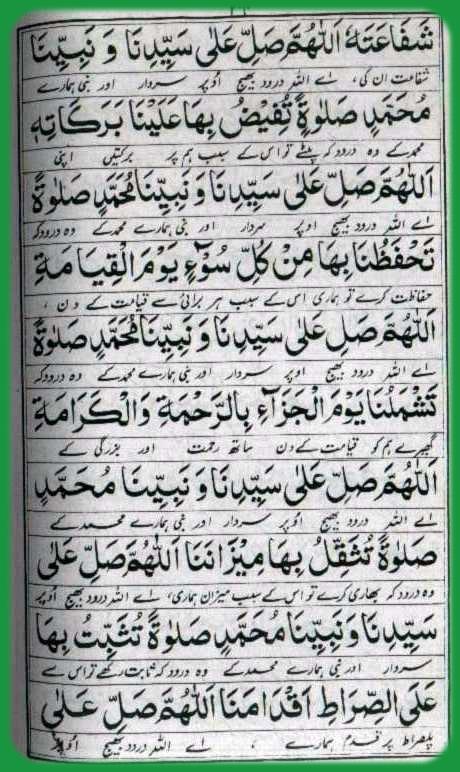 شَفَاعَتَهٗ اَللّٰهُمَّ صَلِّ عَلٰى سَيِّدِنَا وَ نَبِيِّنَا
شفاعت ان کی ، اے اللہ درود بھیج اُوپر سردار اور نبی ہمارے
مُحَمَّدٍ صَلٰوةً تُفِيْضُ بِهَا عَلَيْنَا بَرَكَاتِهٖ
محمد کے وہ درود کہ پہنچے تو اس کے سبب ہم پر برکتیں اپنی
اَللّٰهُمَّ صَلِّ عَلٰى سَيِّدِنَا وَ نَبِيِّنَا مُحَمَّدٍ صَلٰوةً
اے اللہ درود بھیج اوپر سردار اور نبی ہمارے محمد کے وہ درود کہ
تَحْفَظُنَا بِهَا مِنْ كُلِّ سُوْٓءٍ يَوْمَ الْقِيَامَةِ
حفاظت کرے تو ہماری اس کے سبب ہر برائی سے قیامت کے دن ،
اَللّٰهُمَّ صَلِّ عَلٰى سَيِّدِنَا وَ نَبِيِّنَا مُحَمَّدٍ صَلٰوةً
اے اللہ درود بھیج اوپر سردار اور نبی ہمارے محمد کے وہ درود کہ
تَشْمَلُنَا يَوْمَ الْجَزَآءِ بِالرَّحْمَةِ وَالْكَرَامَةِ
گھیرے ہم کو قیامت کے دن ساتھ رحمت اور بزرگی کے
اَللّٰهُمَّ صَلِّ عَلٰى سَيِّدِنَا وَ نَبِيِّنَا مُحَمَّدٍ
اے اللہ درود بھیج اُوپر سردار اور نبی ہمارے محمد کے
صَلٰوةً تُثَقِّلُ بِهَا مِيْزَانَنَا اَللّٰهُمَّ صَلِّ عَلٰى
وہ درود کہ بھاری کرے تو اس کے سبب میزان ہماری ، اے اللہ درود بھیج اُوپر
سَيِّدِنَا وَ نَبِيِّنَا مُحَمَّدٍ صَلٰوةً تُثَبِّتُ بِهَا
سردار اور نبی ہمارے محمد کے وہ درود کہ ثابت رکھے تو اس سے
عَلَى الصِّرَاطِ اَقْدَامَنَا اَللّٰهُمَّ صَلِّ عَلٰى
پلصراط پر قدم ہمارے ، اے اللہ درود بھیج اُوپر